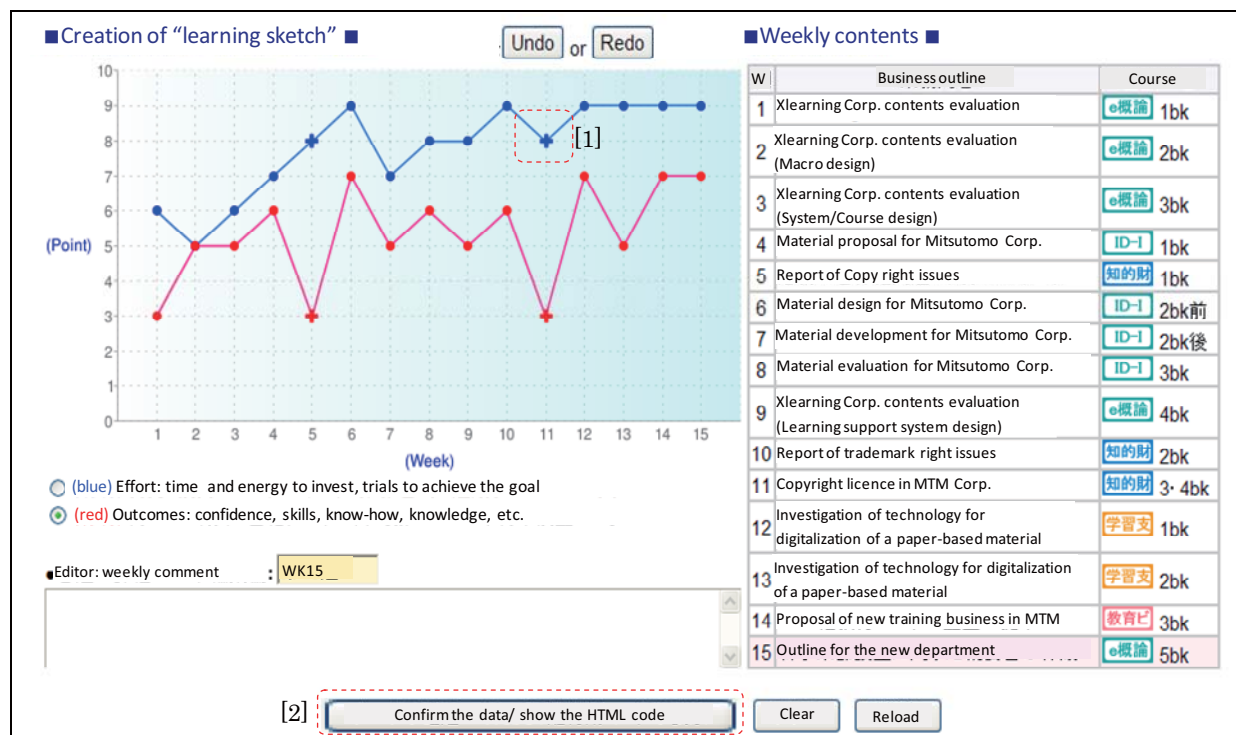 ■Creation of “learning sketch” ■
Undo or Redo
10
9
8
7
6
5
4
3
2
1
0
(Point)
[1]
1 2 3 4 5 6 7 8 9 10 11 12 13 14 15
(Week)
(blue) Effort: time and energy to invest, trials to achieve the goal
(red) Outcomes: confidence, skills, know-how, knowledge, etc.
Editor: weekly comment : WK15
■Weekly contents ■
W Business outline Course
1 Xlearning Corp. contents evaluation e概論 1bk
2 Xlearning Corp. contents evaluation
(Macro design) e概論 2bk
3 Xlearning Corp. contents evaluation
(System/Course design) e概論 3bk
4 Material proposal for Mitsutomo Corp. ID-I 1bk
5 Report of Copy right issues 知的財 1bk
6 Material design for Mitsutomo Corp. ID-I 2bk前
7 Material development for Mitsutomo Corp. ID-I 2bk後
8 Material evaluation for Mitsutomo Corp. ID-I 3bk
9 Xlearning Corp. contents evaluation
(Learning support system design) e概論 4bk
10 Report of trademark right issues 知的財 2bk
11 Copyright licence in MTM Corp. 知的財 3・4bk
12 Investigation of technology for
digitalization of a paper-based material 学習支 1bk
13 Investigation of technology for digitalization
of a paper-based material 学習支 2bk
14 Proposal of new training business in MTM 教育ビ 3bk
15 Outline for the new department e概論 5bk
[2] Confirm the data/ show the HTML code Clear Reload